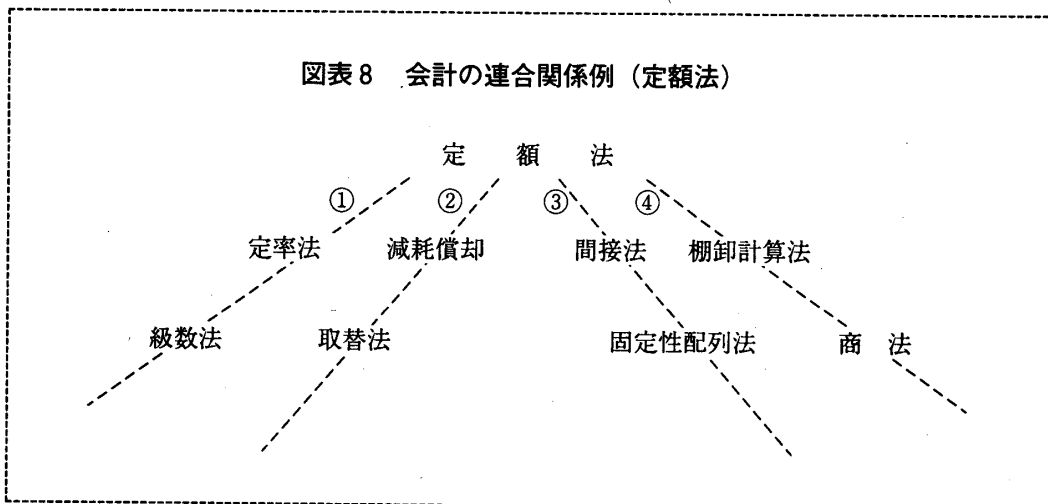 図表8 会計の連合関係例（定額法）
定額法
① ② ③ ④
定率法 減耗償却 間接法 棚卸計算法
級数法 取替法 固定性配列法 商法